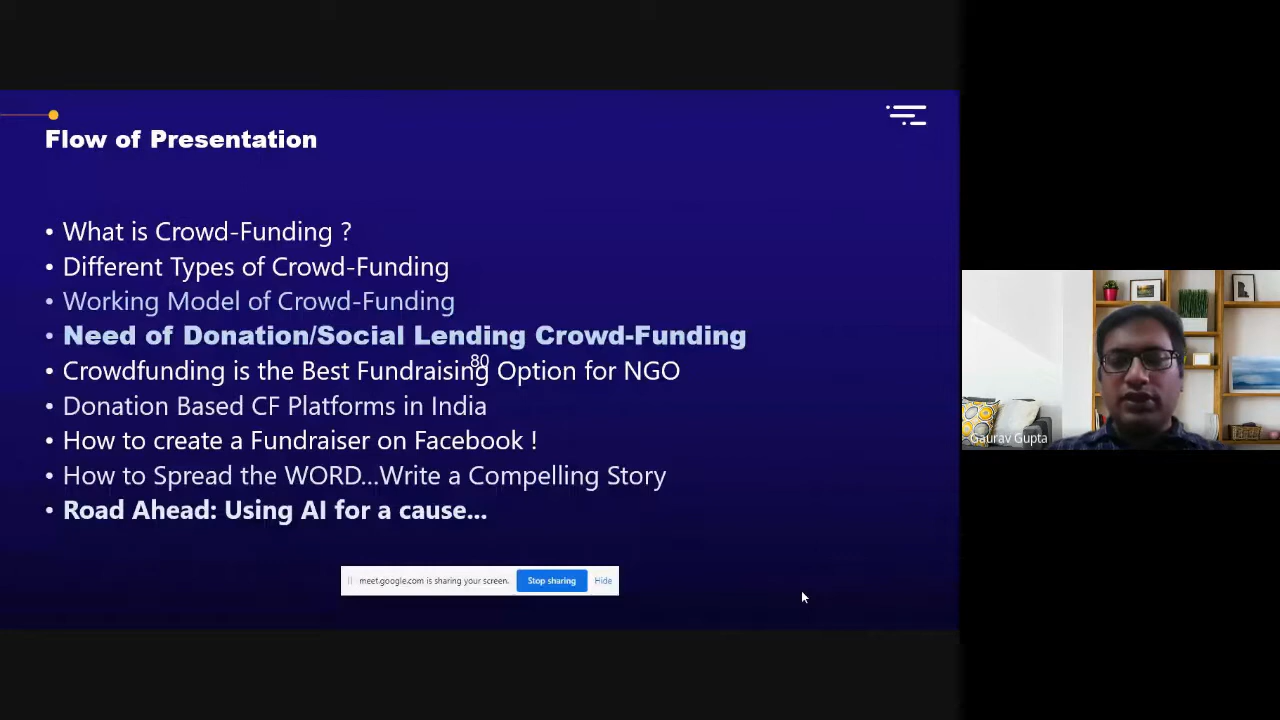 Flow of Presentation
• What is Crowd-Funding ?
• Different Types of Crowd-Funding
• Working Model of Crowd-Funding
• Need of Donation/Social Lending Crowd-Funding
80
• Crowdfunding is the Best Fundraising Option for NGO
• Donation Based CF Platforms in India
• How to create a Fundraiser on Facebook !
• How to Spread the WORD...Write a Compelling Story
• Road Ahead: Using AI for a cause...
meet.google.com is sharing your screen. Stop sharing Hide
Gaurav Gupta